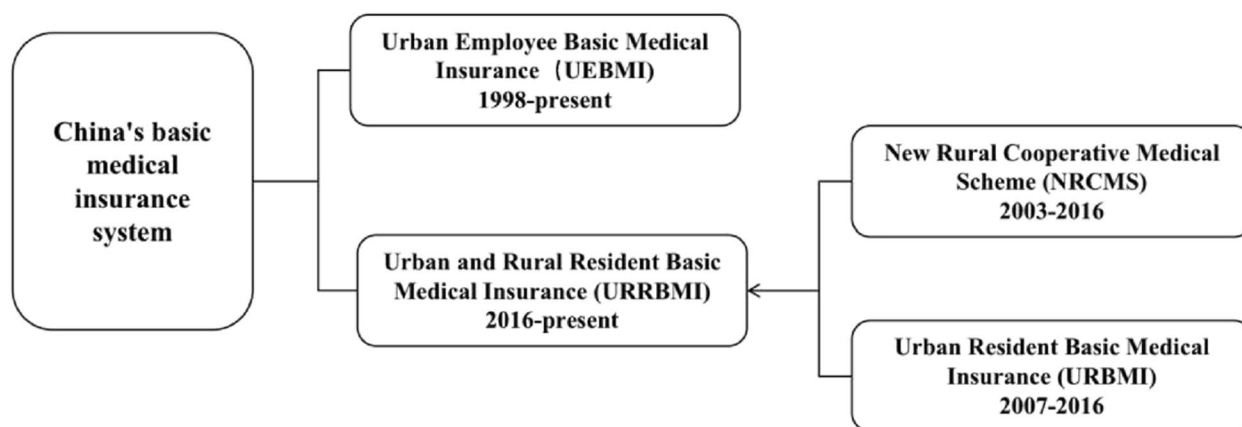 China's basic
medical
insurance
system
Urban Employee Basic Medical
Insurance（UEBMI)
1998-present
Urban and Rural Resident Basic
Medical Insurance (URRBMI)
2016-present
New Rural Cooperative Medical
Scheme (NRCMS)
2003-2016
Urban Resident Basic Medical
Insurance (URBMI)
2007-2016